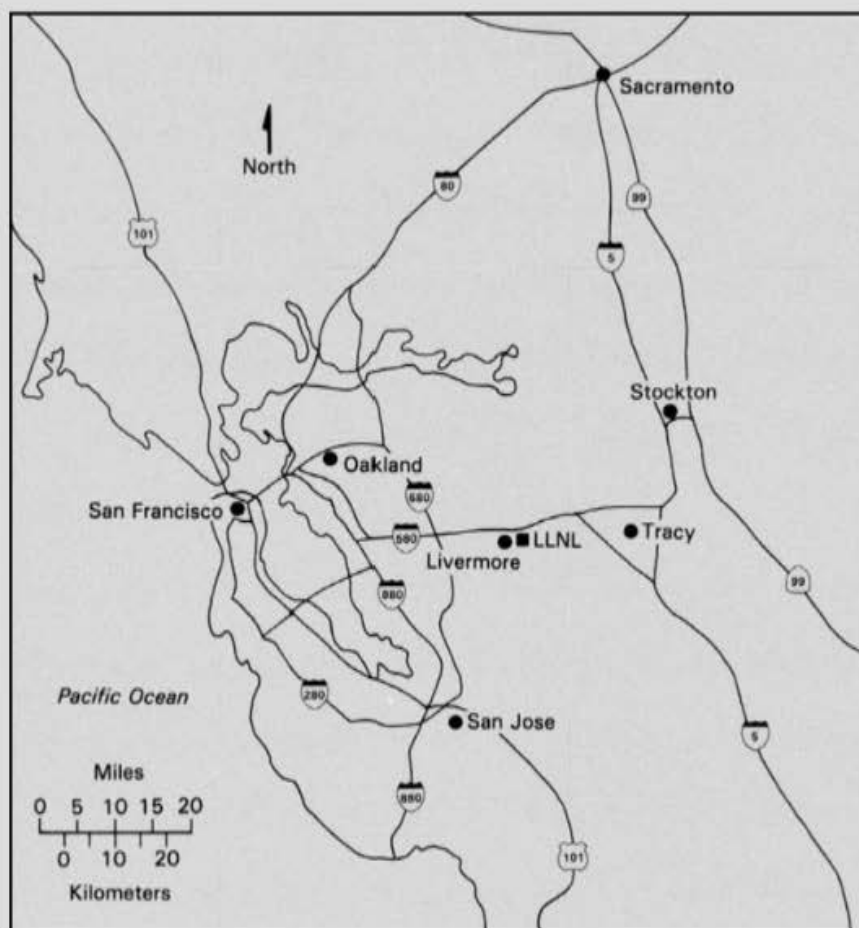 Sacramento
North
80
99
101
5
Stockton
Oakland
680
San Francisco
580
LLNL
Tracy
Livermore
880
99
Pacific Ocean
280
San Jose
5
Miles
0 5 10 15 20
880
0 10 20
Kilometers
101